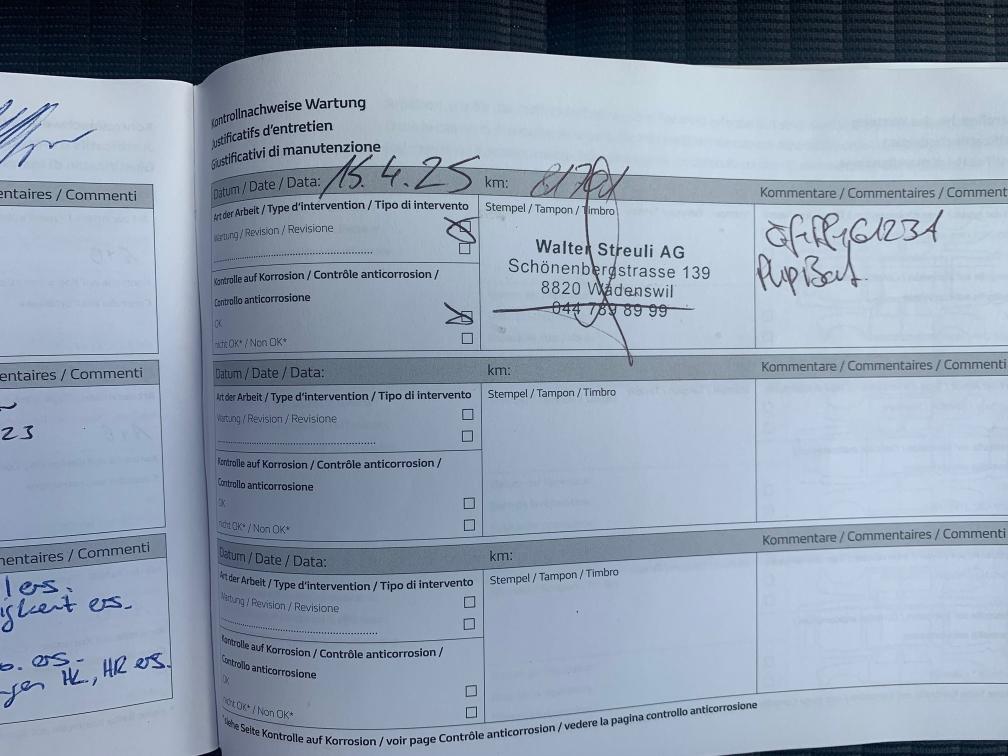 entaires / Commenti
entaires / Commenti
23
entaires / Commenti
ers.
igkeit ers.
ers.
HR ers.
Kontrollnachweise Wartung
Justificatifs d'entretien
Giustificativi di manutenzione
Datum / Date / Data: 15.4.25 km: Kommentare / Commentaires / Comment
Art der Arbeit / Type d'intervention / Tipo di intervento
Wartung / Revision / Revisione
Kontrolle auf Korrosion / Contrôle anticorrosion /
Controllo anticorrosione
OK
nicht OK* / Non OK*
Stempel / Tampon / Timbro
Walter Streuli AG
Schönenbergstrasse 139
8820 Wädenswil
044 789 89 99
Datum / Date / Data: km: Kommentare / Commentaires / Commenti
Art der Arbeit / Type d'intervention / Tipo di intervento
Wartung / Revision / Revisione
Kontrolle auf Korrosion / Contrôle anticorrosion /
Controllo anticorrosione
OK
nicht OK* / Non OK*
Stempel / Tampon / Timbro
Datum / Date / Data: km: Kommentare / Commentaires / Commenti
Art der Arbeit / Type d'intervention / Tipo di intervento
Wartung / Revision / Revisione
Kontrolle auf Korrosion / Contrôle anticorrosion /
Controllo anticorrosione
OK
nicht OK* / Non OK*
Stempel / Tampon / Timbro
*siehe Seite Kontrolle auf Korrosion / voir page Contrôle anticorrosion / vedere la pagina controllo anticorrosione